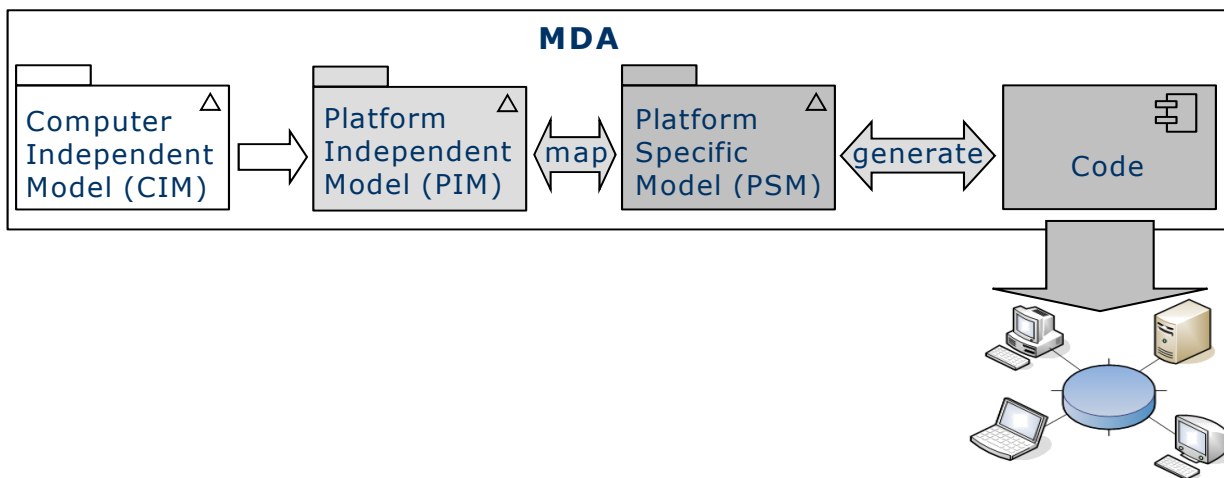 MDA
Computer
Independent
Model (CIM)
Platform
Independent
Model (PIM)
map
Platform
Specific
Model (PSM)
generate
Code